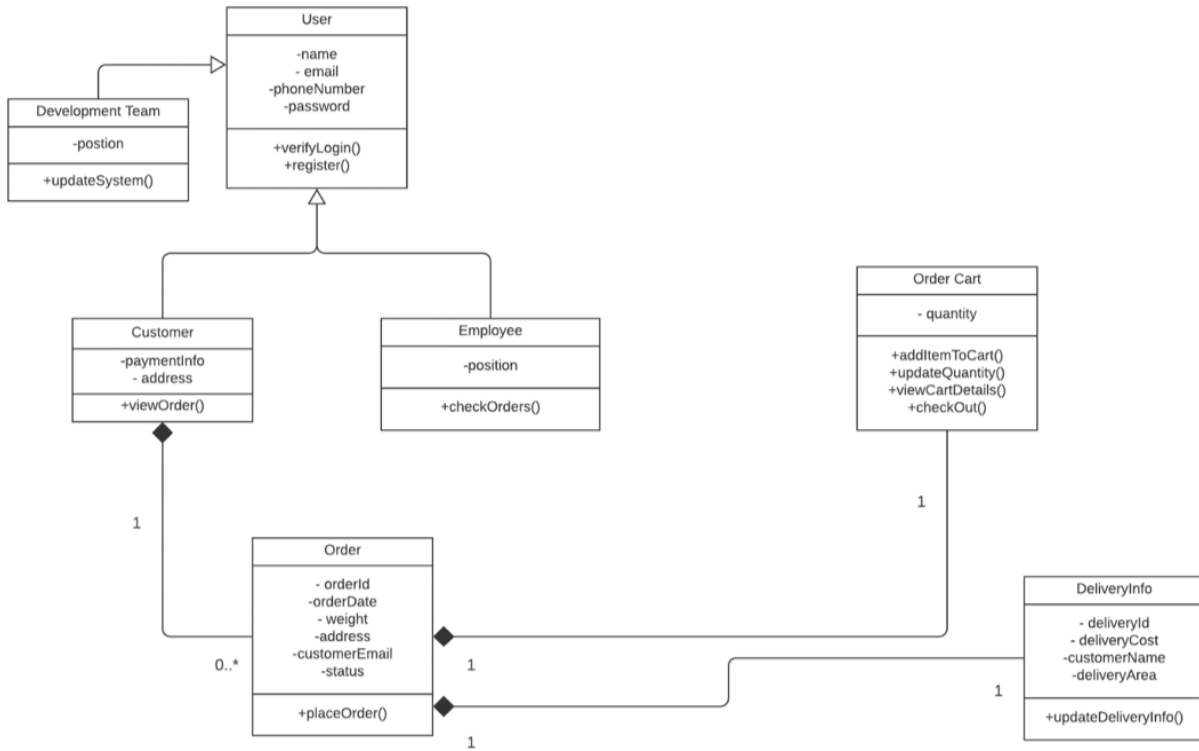 User
-name
- email
-phoneNumber
-password
+verifyLogin()
+register()
Development Team
-postion
+updateSystem()
Customer
-paymentInfo
- address
+viewOrder()
Employee
-position
+checkOrders()
Order Cart
- quantity
+addItemToCart()
+updateQuantity()
+viewCartDetails()
+checkOut()
1
1
Order
- orderId
-orderDate
- weight
-address
-customerEmail
-status
+placeOrder()
0..*
1
1
DeliveryInfo
- deliveryId
- deliveryCost
-customerName
-deliveryArea
+updateDeliveryInfo()
1